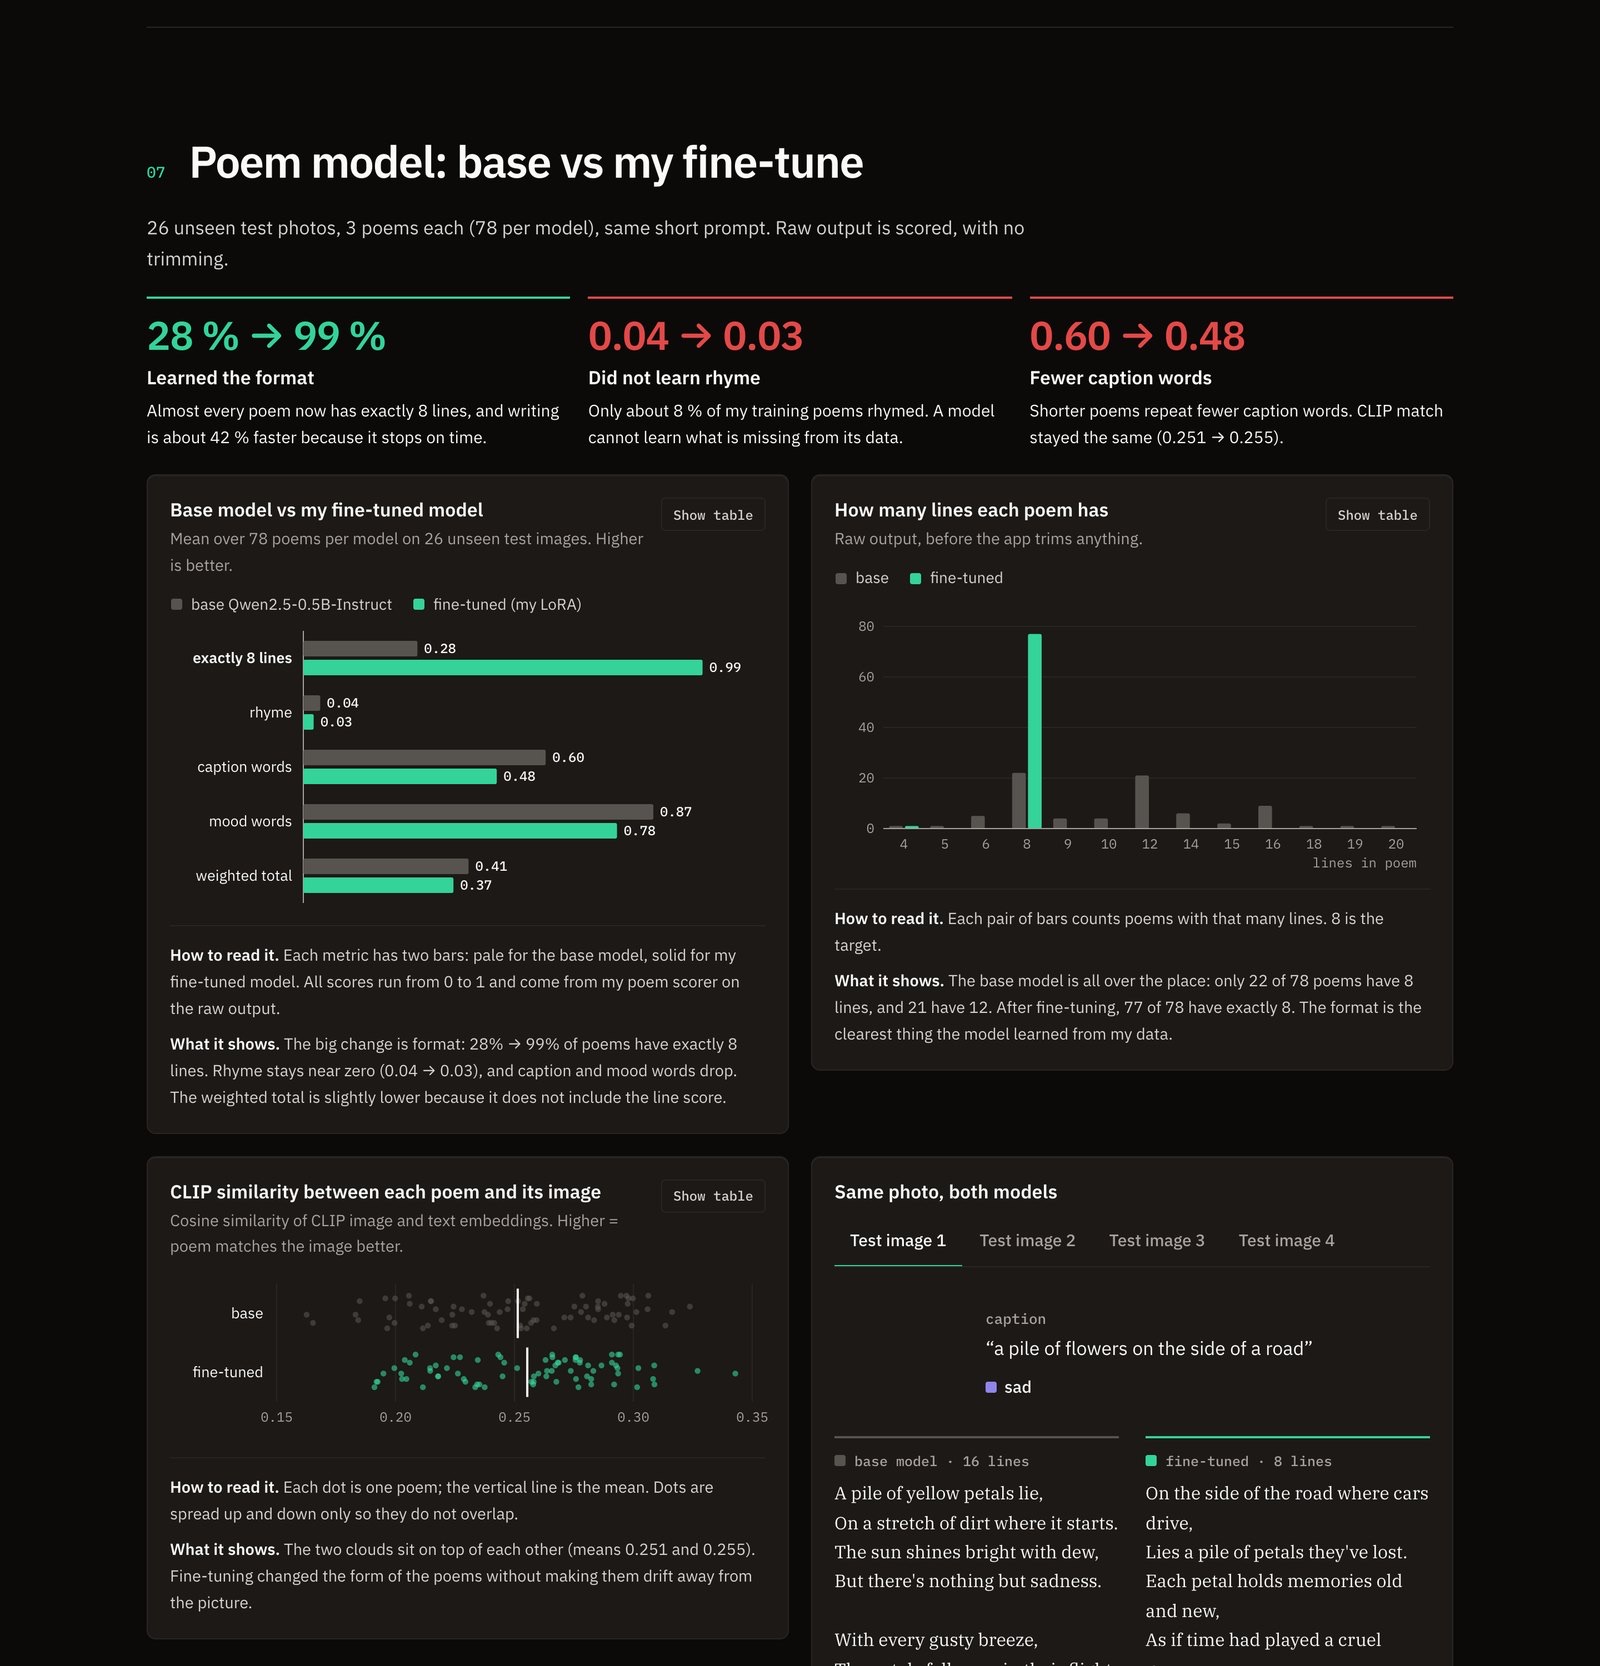 07 Poem model: base vs my fine-tune
26 unseen test photos, 3 poems each (78 per model), same short prompt. Raw output is scored, with no
trimming.
28 % → 99 %
Learned the format
Almost every poem now has exactly 8 lines, and writing
is about 42 % faster because it stops on time.
0.04 → 0.03
Did not learn rhyme
Only about 8 % of my training poems rhymed. A model
cannot learn what is missing from its data.
0.60 → 0.48
Fewer caption words
Shorter poems repeat fewer caption words. CLIP match
stayed the same (0.251 → 0.255).
Base model vs my fine-tuned model
Show table
Mean over 78 poems per model on 26 unseen test images. Higher
is better.
base Qwen2.5-0.5B-Instruct fine-tuned (my LoRA)
exactly 8 lines 0.28
0.99
rhyme 0.04
0.03
caption words 0.60
0.48
mood words 0.87
0.78
weighted total 0.41
0.37
How to read it. Each metric has two bars: pale for the base model, solid for my
fine-tuned model. All scores run from 0 to 1 and come from my poem scorer on
the raw output.
What it shows. The big change is format: 28% → 99% of poems have exactly 8
lines. Rhyme stays near zero (0.04 → 0.03), and caption and mood words drop.
The weighted total is slightly lower because it does not include the line score.
How many lines each poem has
Show table
Raw output, before the app trims anything.
base fine-tuned
80
60
40
20
0
4 5 6 8 9 10 12 14 15 16 18 19 20
lines in poem
How to read it. Each pair of bars counts poems with that many lines. 8 is the
target.
What it shows. The base model is all over the place: only 22 of 78 poems have 8
lines, and 21 have 12. After fine-tuning, 77 of 78 have exactly 8. The format is the
clearest thing the model learned from my data.
CLIP similarity between each poem and its image
Show table
Cosine similarity of CLIP image and text embeddings. Higher =
poem matches the image better.
base
fine-tuned
0.15 0.20 0.25 0.30 0.35
How to read it. Each dot is one poem; the vertical line is the mean. Dots are
spread up and down only so they do not overlap.
What it shows. The two clouds sit on top of each other (means 0.251 and 0.255).
Fine-tuning changed the form of the poems without making them drift away from
the picture.
Same photo, both models
Test image 1 Test image 2 Test image 3 Test image 4
caption
“a pile of flowers on the side of a road”
sad
base model · 16 lines
A pile of yellow petals lie,
On a stretch of dirt where it starts.
The sun shines bright with dew,
But there's nothing but sadness.
With every gusty breeze,
fine-tuned · 8 lines
On the side of the road where cars
drive,
Lies a pile of petals they've lost.
Each petal holds memories old
and new,
As if time had played a cruel